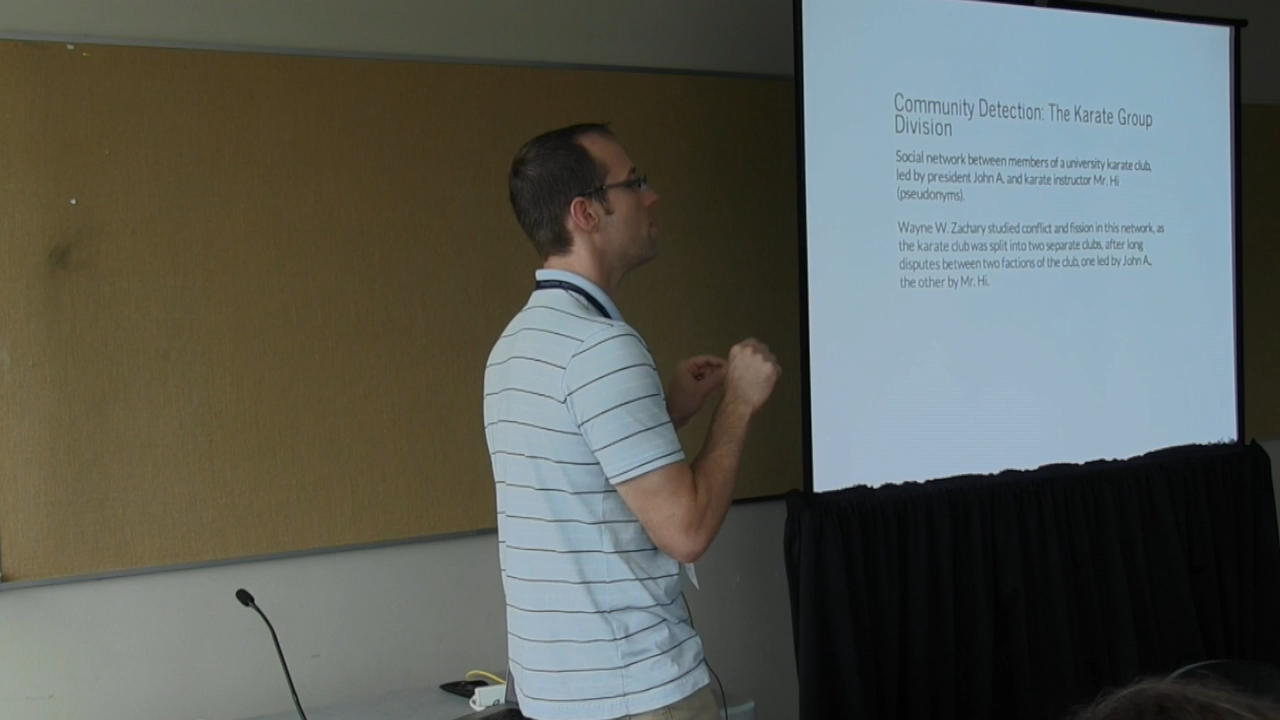 Community Detection: The Karate Group
Division
Social network between members of a university karate club,
led by president John A. and karate instructor Mr. Hi
(pseudonyms).
Wayne W. Zachary studied conflict and fission in this network, as
the karate club was split into two separate clubs, after long
disputes between two factions of the club, one led by John A.,
the other by Mr. Hi.